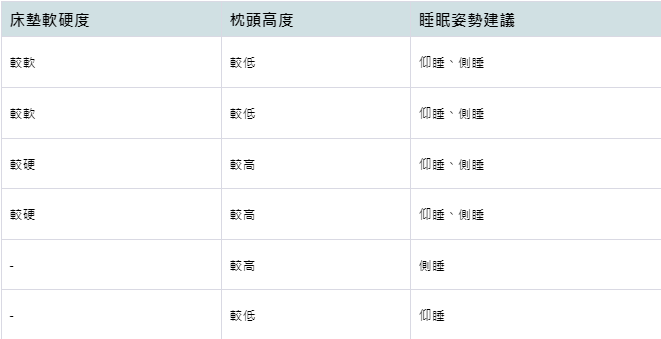 床墊軟硬度 枕頭高度 睡眠姿勢建議
較軟 較低 仰睡、側睡
較軟 較低 仰睡、側睡
較硬 較高 仰睡、側睡
較硬 較高 仰睡、側睡
- 較高 側睡
- 較低 仰睡